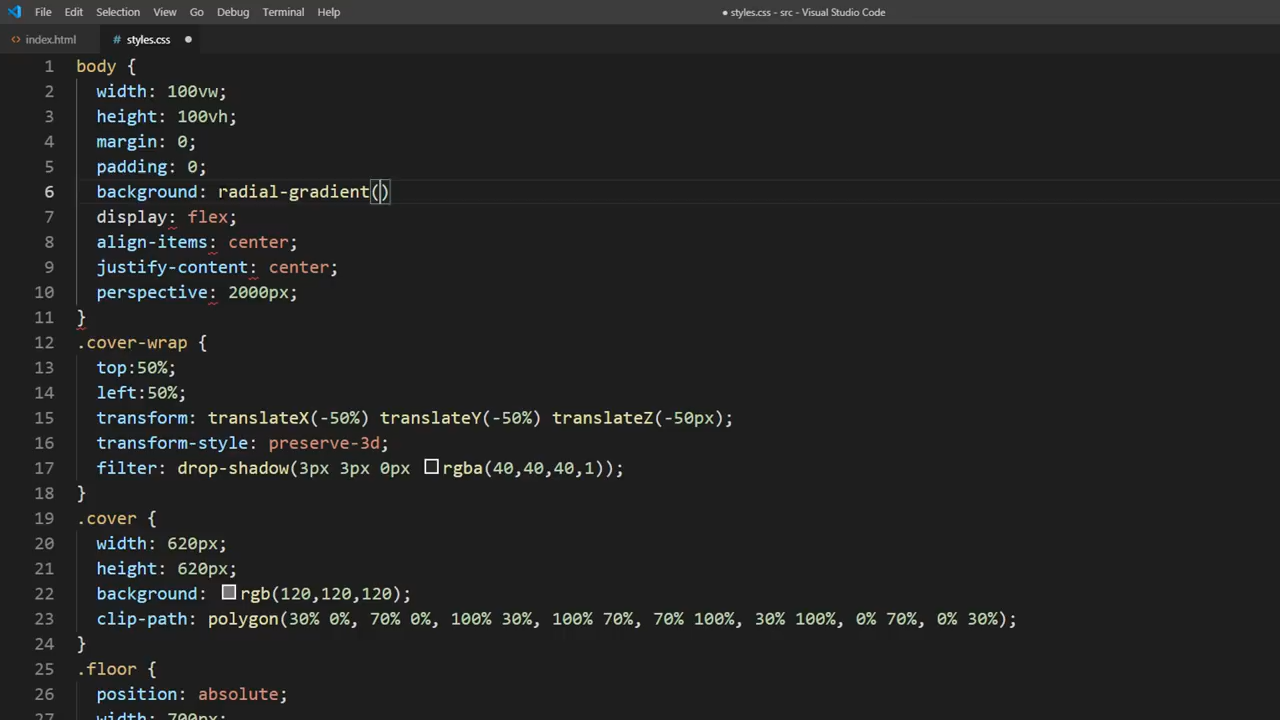 File Edit Selection View Go Debug Terminal Help ● styles.css - src - Visual Studio Code
<> index.html # styles.css ●
1 body {
2 width: 100vw;
3 height: 100vh;
4 margin: 0;
5 padding: 0;
6 background: radial-gradient()
7 display: flex;
8 align-items: center;
9 justify-content: center;
10 perspective: 2000px;
11 }
12 .cover-wrap {
13 top:50%;
14 left:50%;
15 transform: translateX(-50%) translateY(-50%) translateZ(-50px);
16 transform-style: preserve-3d;
17 filter: drop-shadow(3px 3px 0px rgba(40,40,40,1));
18 }
19 .cover {
20 width: 620px;
21 height: 620px;
22 background: rgb(120,120,120);
23 clip-path: polygon(30% 0%, 70% 0%, 100% 30%, 100% 70%, 70% 100%, 30% 100%, 0% 70%, 0% 30%);
24 }
25 .floor {
26 position: absolute;
27 width: 700px;